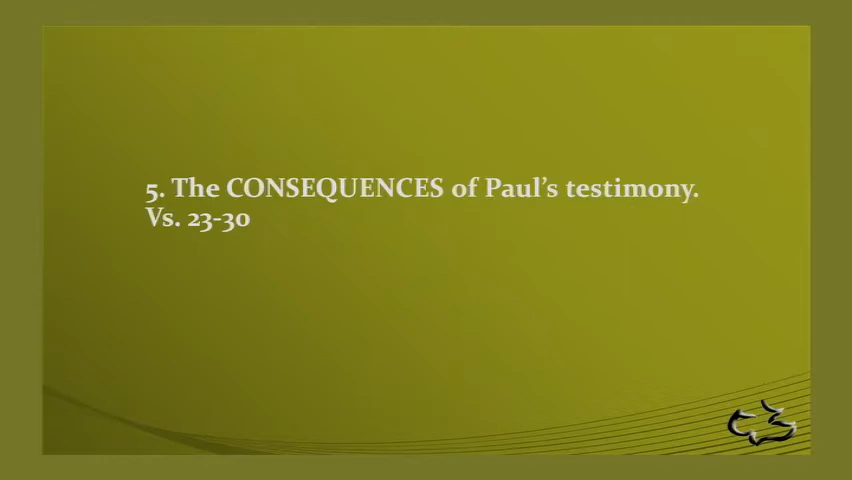 5. The CONSEQUENCES of Paul’s testimony.
Vs. 23-30